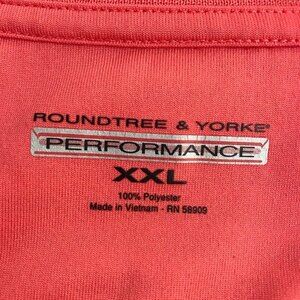 ROUNDTREE & YORKE®
PERFORMANCE
XXL
100% Polyester
Made in Vietnam - RN 58909